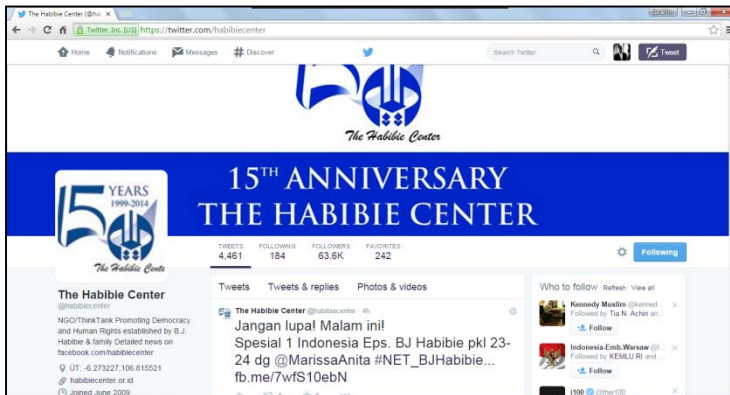 The Habibie Center (@hal
Twitter, Inc. [US] https://twitter.com/habibiecenter
Home Notifications Messages # Discover Search Twitter Tweet
The Habibie Center
15TH ANNIVERSARY
THE HABIBIE CENTER
15 YEARS
1999-2014
The Habibie Cente
TWEETS FOLLOWING FOLLOWERS FAVORITES
4,461 184 63.6K 242
Following
The Habibie Center
@habibiecenter
NGO/ThinkTank Promoting Democracy
and Human Rights established by B.J.
Habibie & family Detailed news on
facebook.com/habibiecenter
ÜT: -6.273227,106.815521
habibiecenter.or.id
Joined June 2009
Tweets Tweets & replies Photos & videos
The Habibie Center @habibiecenter · 4h
Jangan lupa! Malam ini!
Spesial 1 Indonesia Eps. BJ Habibie pkl 23-
24 dg @MarissaAnita #NET_BJHabibie...
fb.me/7wfS10ebN
Who to follow · Refresh · View all
Kennedy Muslim @kenned...
Followed by Tia N. Achiri an...
Follow
Indonesia-Emb.Warsaw @I...
Followed by KEMLU RI and ...
Follow
i100 @thei100